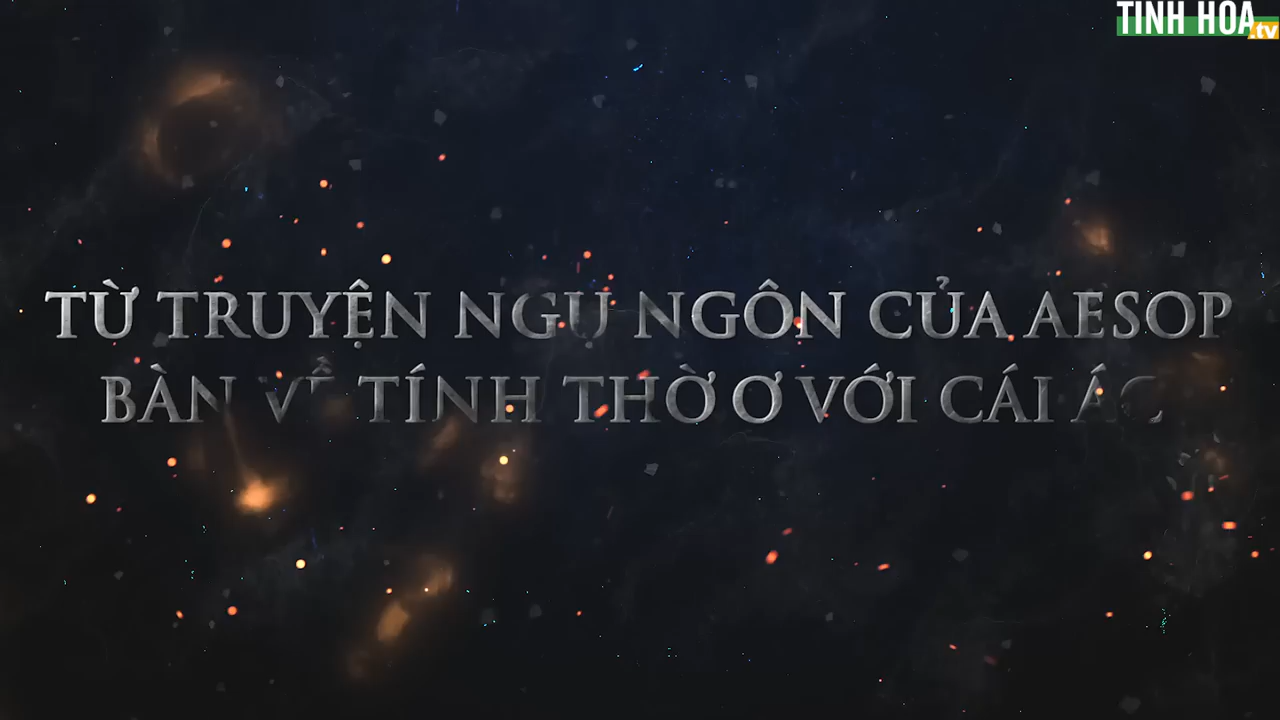 TINH HOA
.tv
TỪ TRUYỆN NGỤ NGÔN CỦA AESOP
BÀN VỀ TÍNH THỜ Ơ VỚI CÁI ÁC